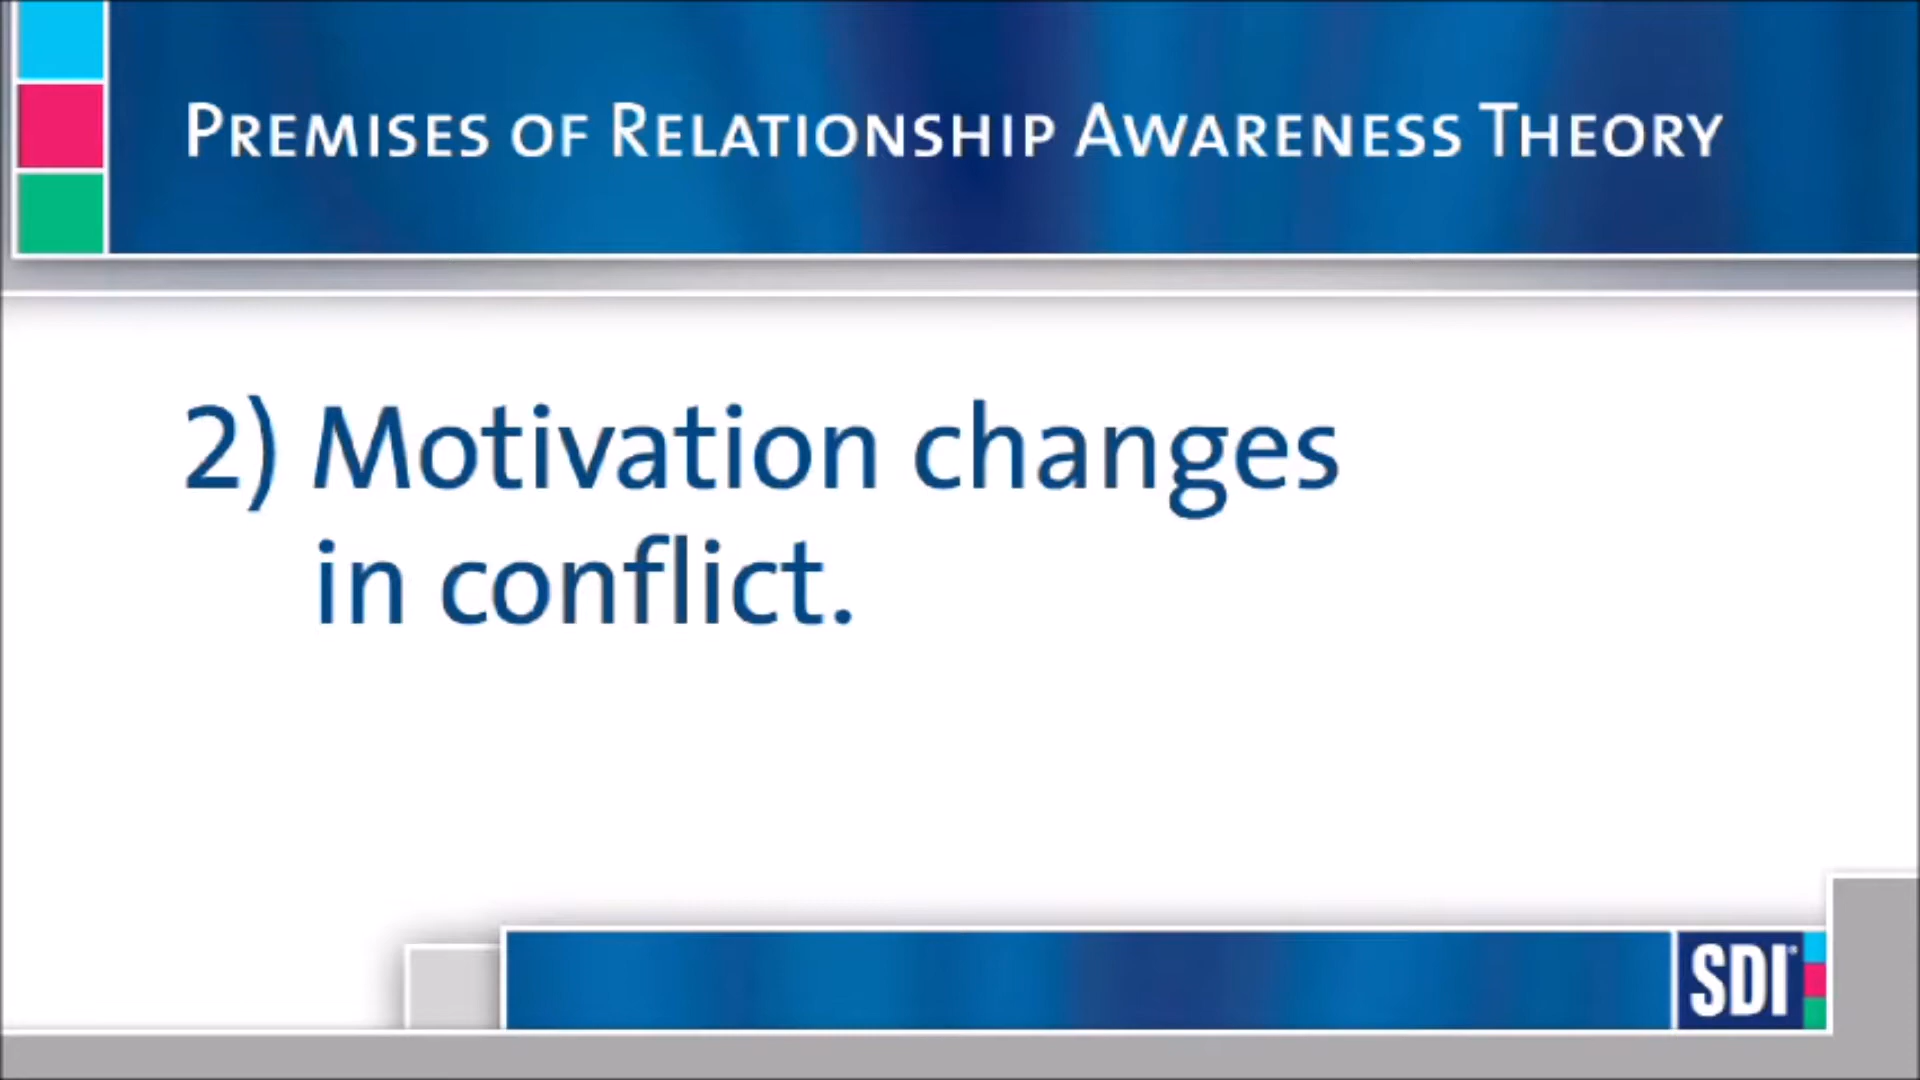 PREMISES OF RELATIONSHIP AWARENESS THEORY
2) Motivation changes
in conflict.
SDI®